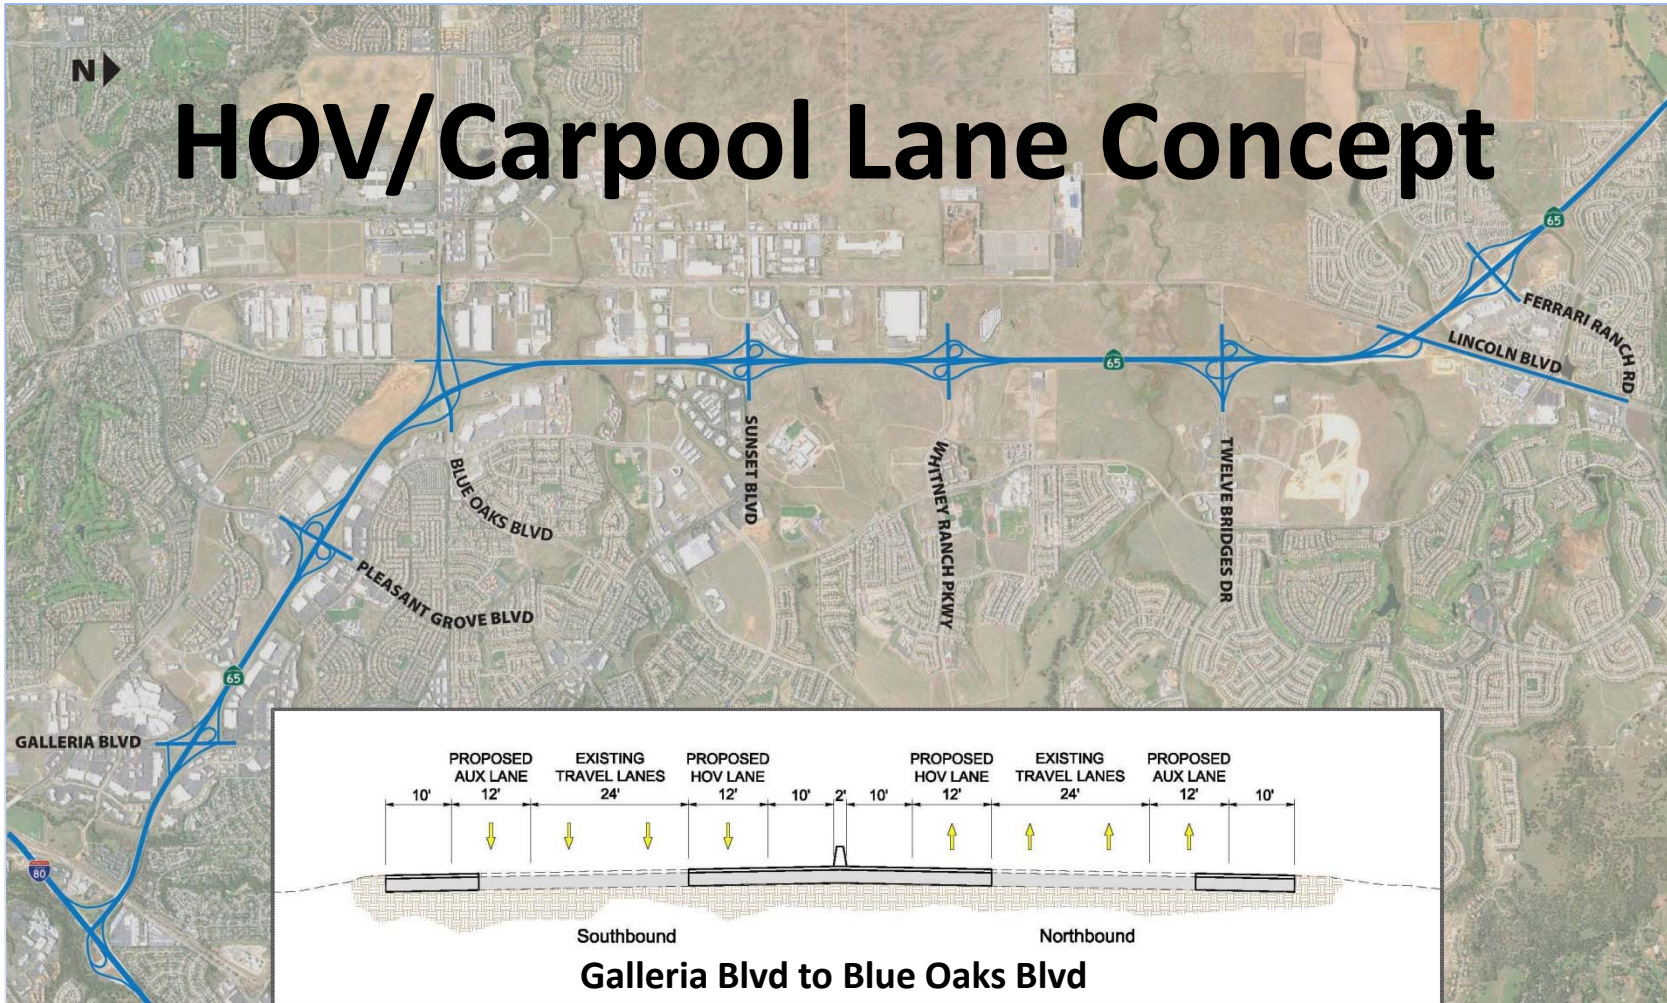 N
HOV/Carpool Lane Concept
65
FERRARI RANCH RD
LINCOLN BLVD
65
SUNSET BLVD
WHITNEY RANCH PKWY
TWELVE BRIDGES DR
BLUE OAKS BLVD
PLEASANT GROVE BLVD
65
GALLERIA BLVD
80
PROPOSED
AUX LANE
EXISTING
TRAVEL LANES
PROPOSED
HOV LANE
PROPOSED
HOV LANE
EXISTING
TRAVEL LANES
PROPOSED
AUX LANE
10' 12' 24' 12' 10' 2' 10' 12' 24' 12' 10'
Southbound Northbound
Galleria Blvd to Blue Oaks Blvd